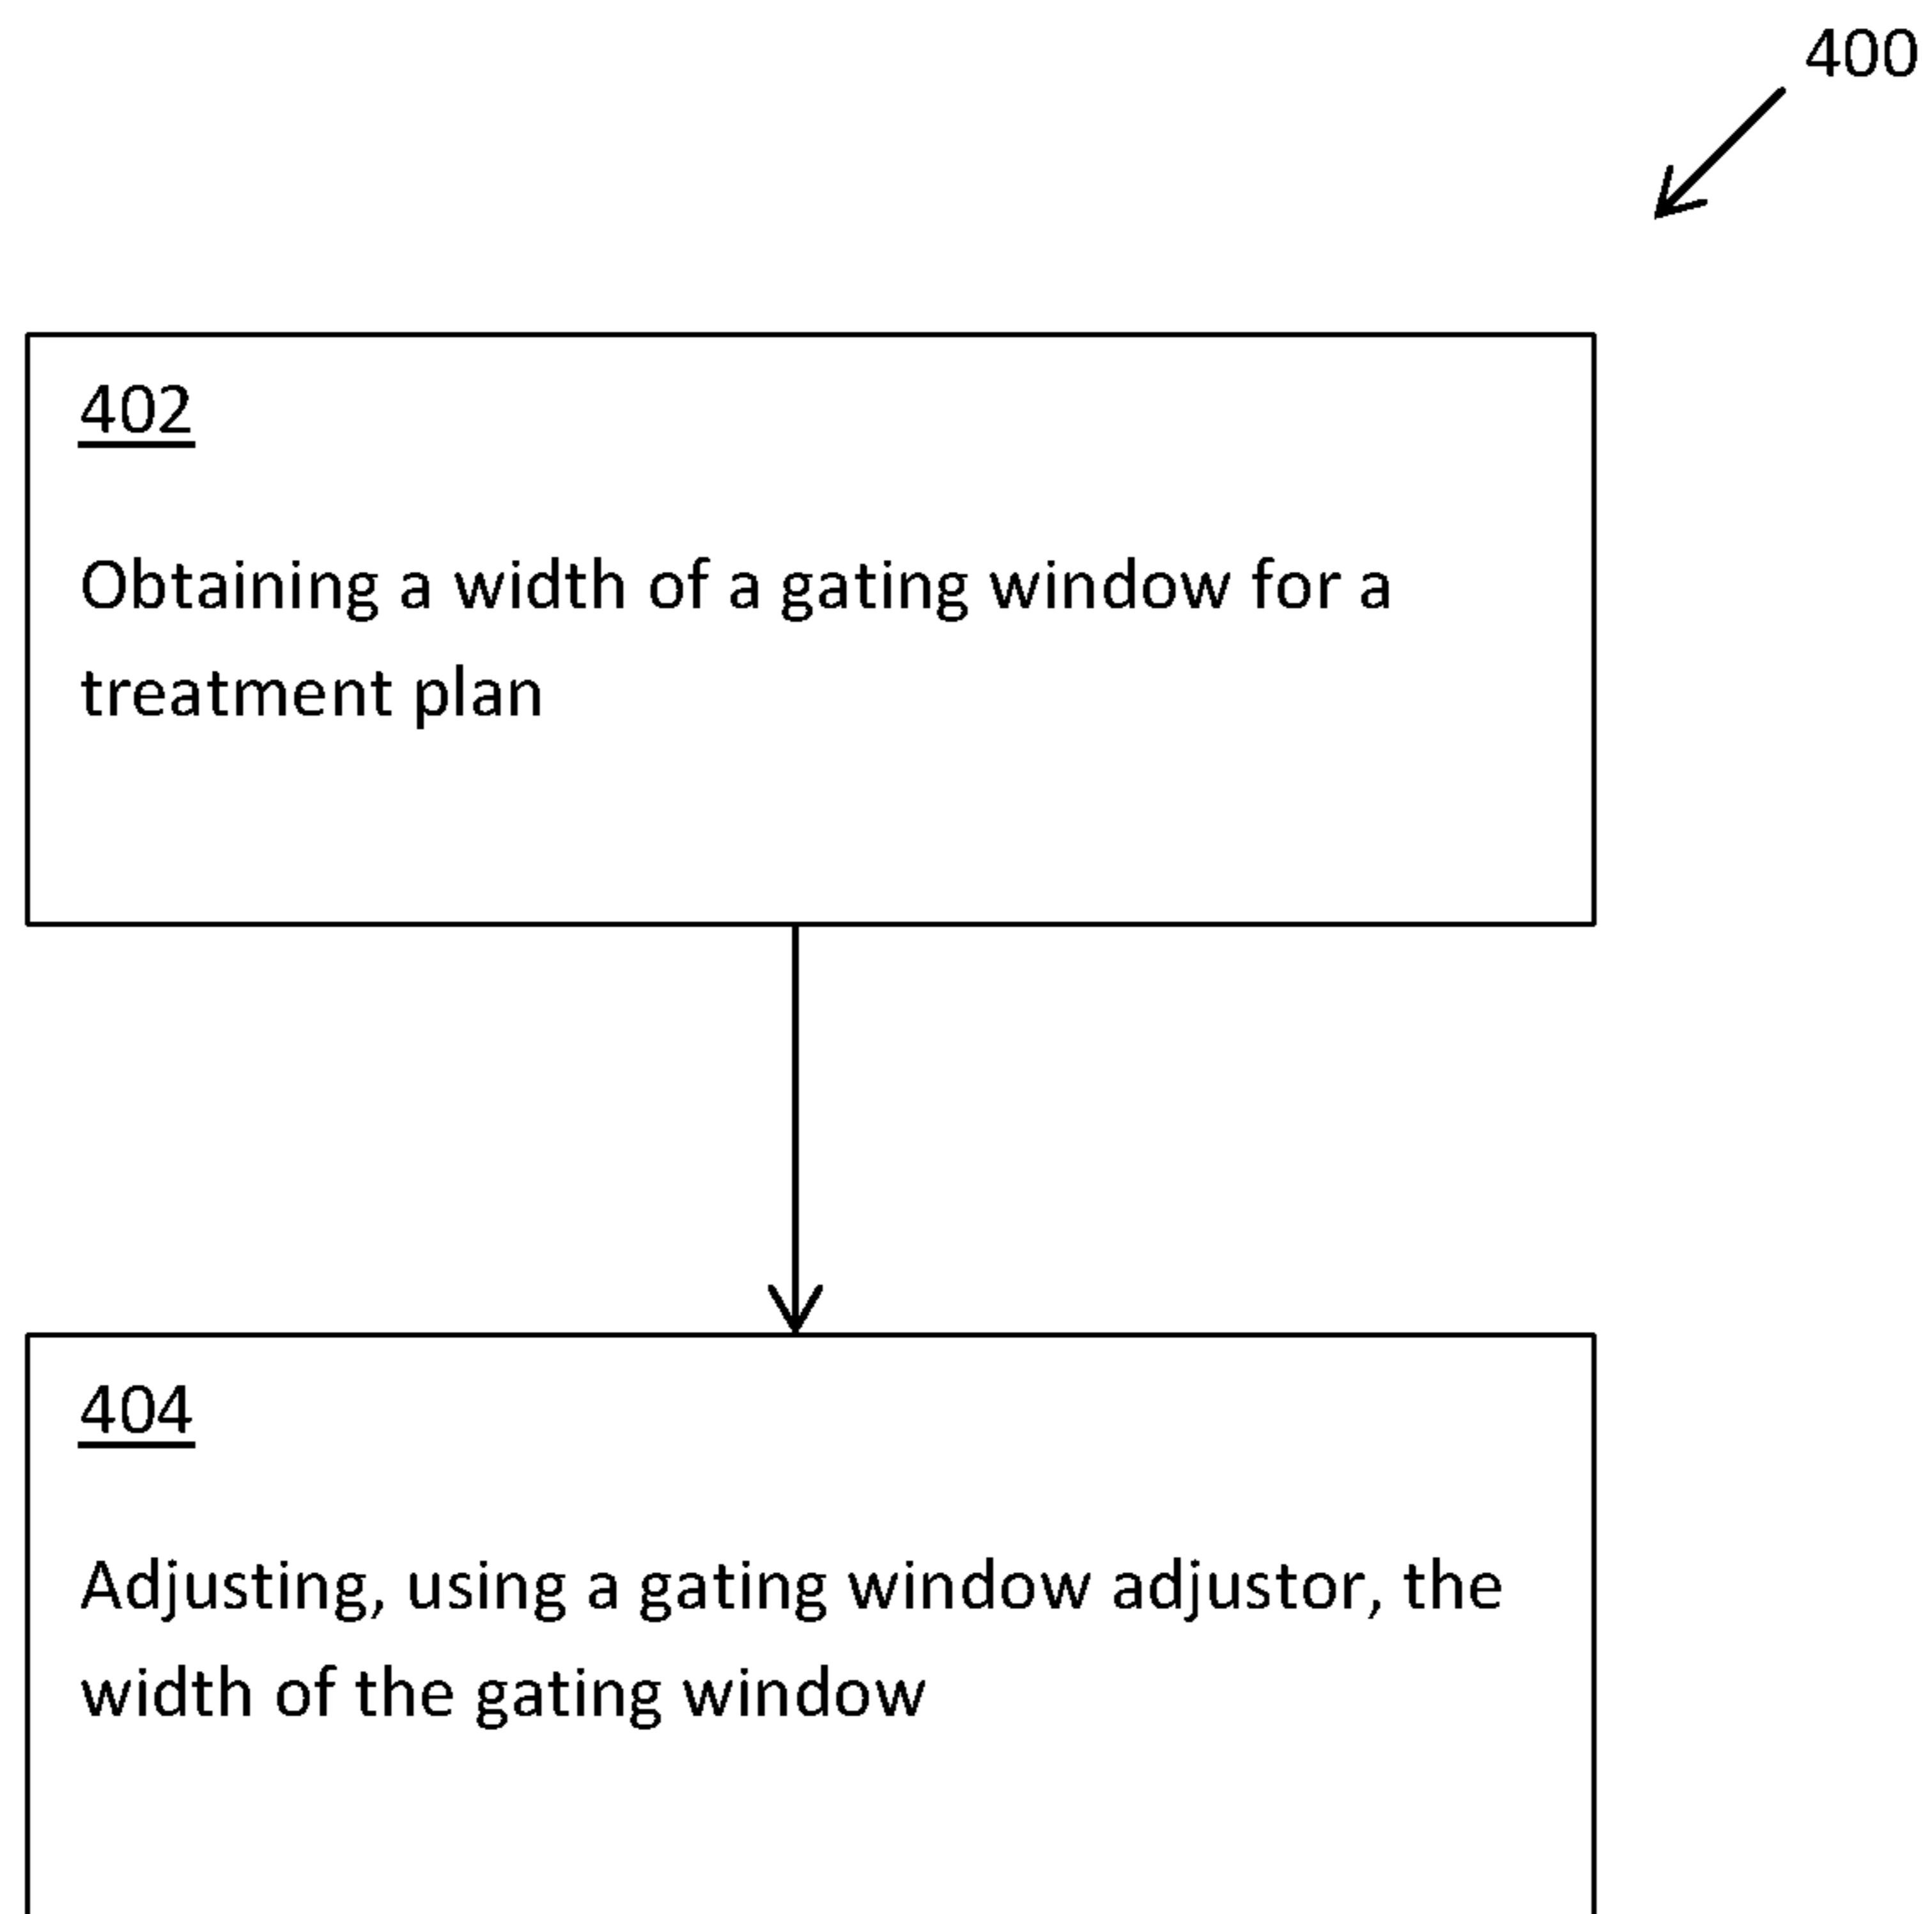 400
402
Obtaining a width of a gating window for a
treatment plan
404
Adjusting, using a gating window adjustor, the
width of the gating window